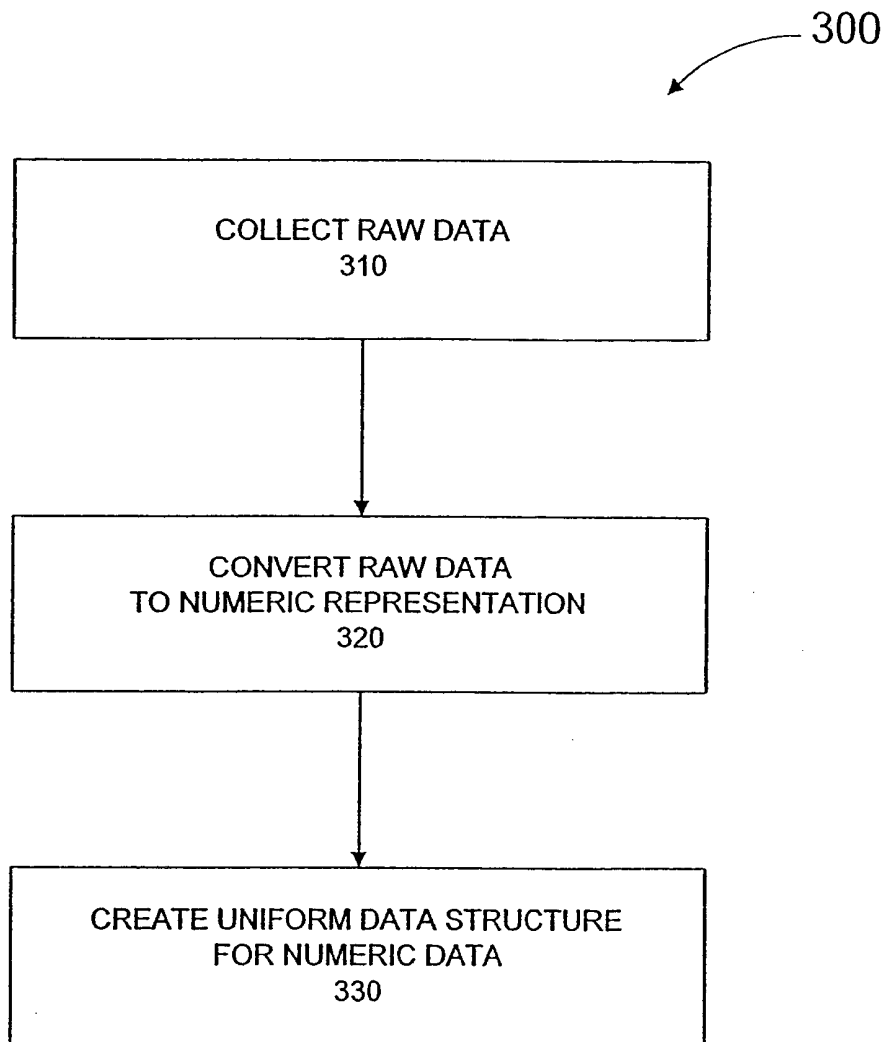 300
COLLECT RAW DATA
310
CONVERT RAW DATA
TO NUMERIC REPRESENTATION
320
CREATE UNIFORM DATA STRUCTURE
FOR NUMERIC DATA
330